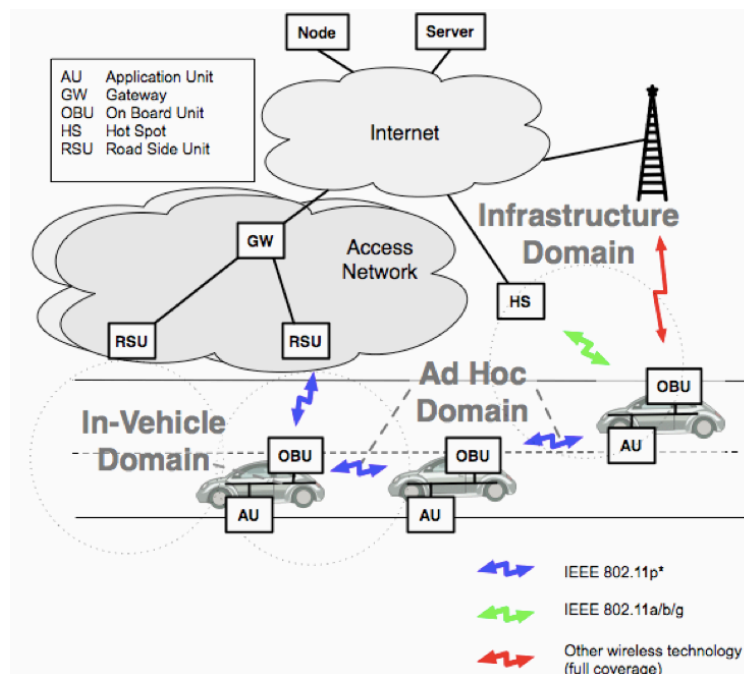 Node
Server
AU Application Unit
GW Gateway
OBU On Board Unit
HS Hot Spot
RSU Road Side Unit
Internet
Infrastructure
Domain
GW
Access
Network
HS
RSU
RSU
Ad Hoc
Domain
OBU
In-Vehicle
Domain
OBU
OBU
AU
AU
AU
IEEE 802.11p*
IEEE 802.11a/b/g
Other wireless technology
(full coverage)